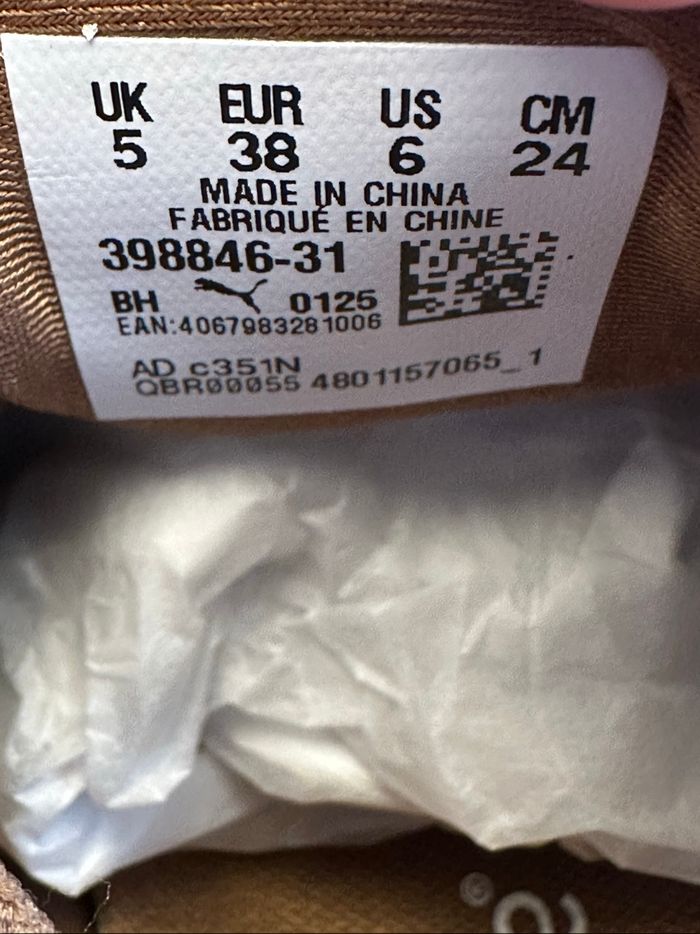 UK EUR US CM
5 38 6 24
MADE IN CHINA
FABRIQUÉ EN CHINE
398846-31
BH 0125
EAN:4067983281006
AD c351N
QBR00055 4801157065_1